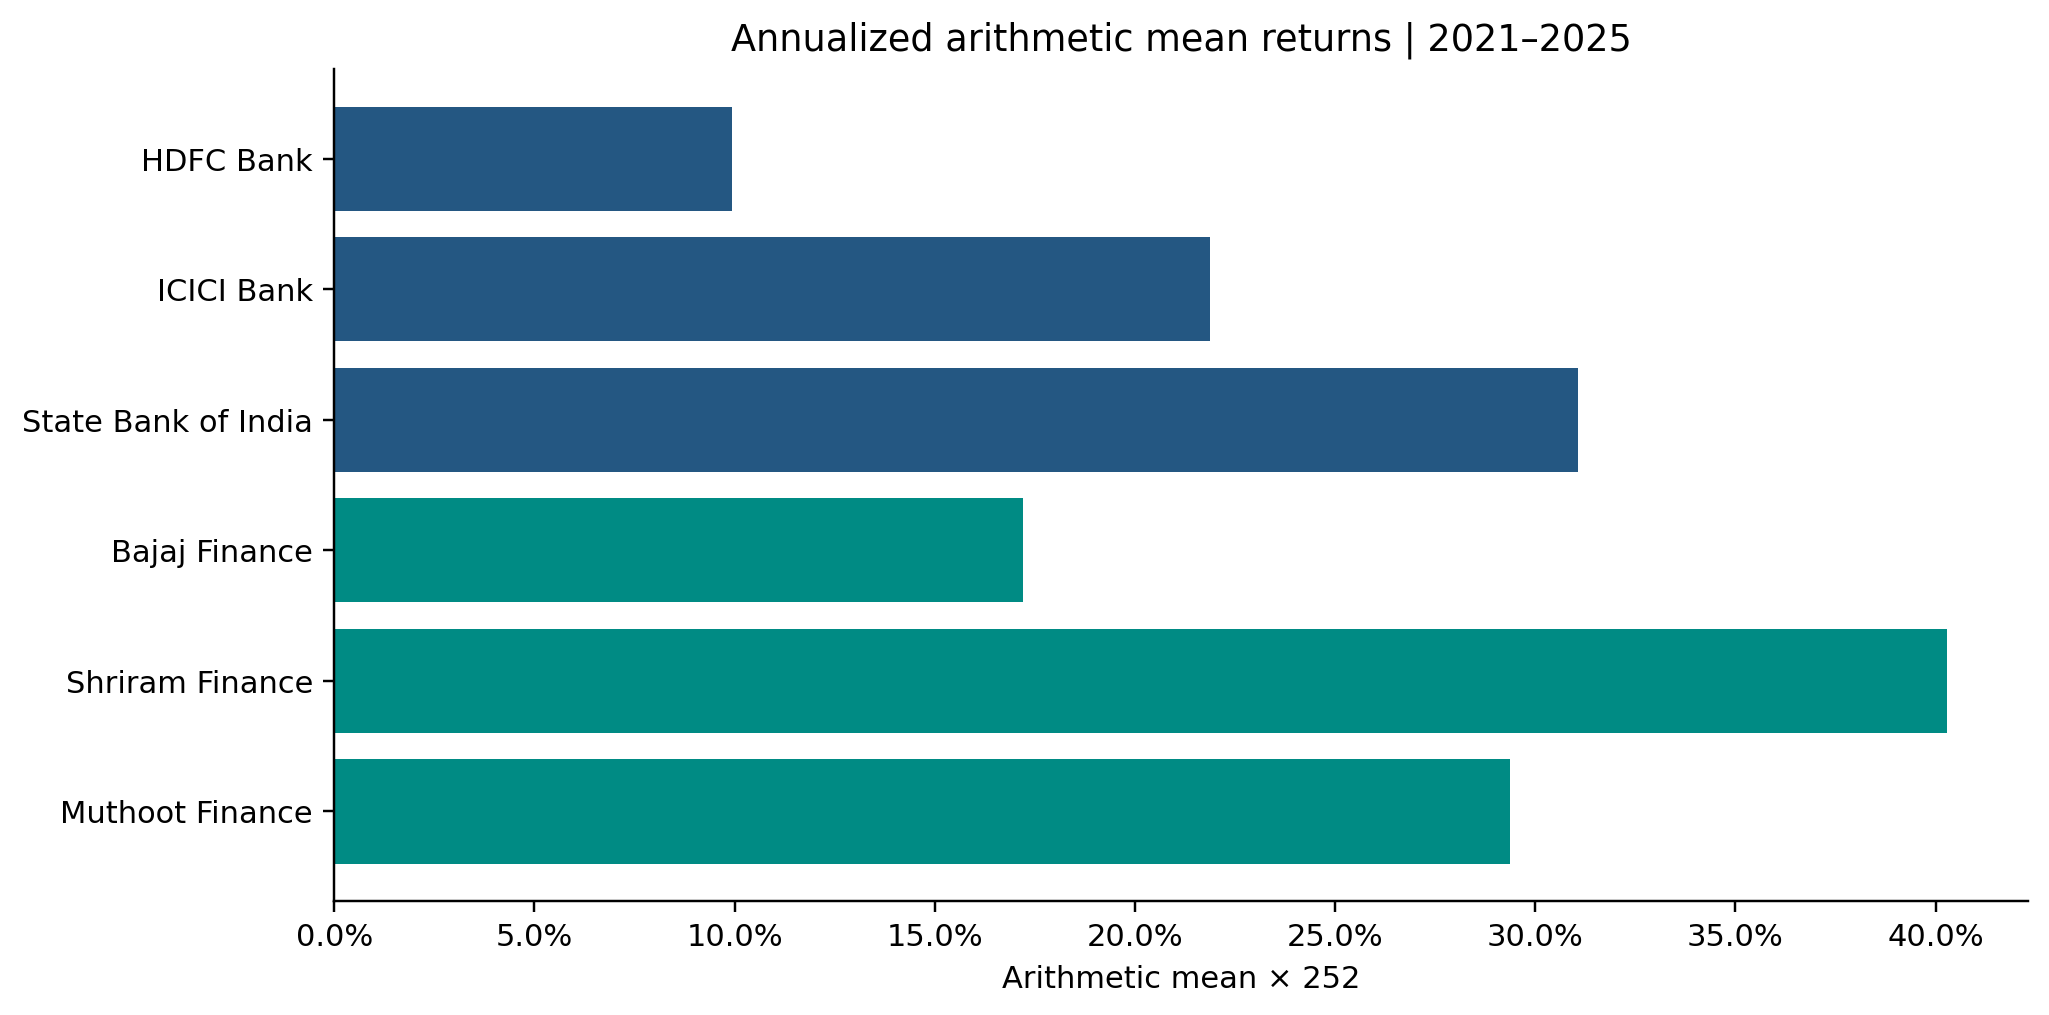 Annualized arithmetic mean returns | 2021–2025
HDFC Bank
ICICI Bank
State Bank of India
Bajaj Finance
Shriram Finance
Muthoot Finance
0.0% 5.0% 10.0% 15.0% 20.0% 25.0% 30.0% 35.0% 40.0%
Arithmetic mean × 252